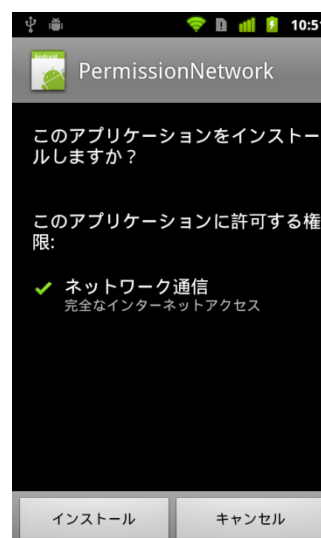 10:51
Android
PermissionNetwork
このアプリケーションをインストー
ルしますか？
このアプリケーションに許可する権
限:
ネットワーク通信
完全なインターネットアクセス
インストール
キャンセル